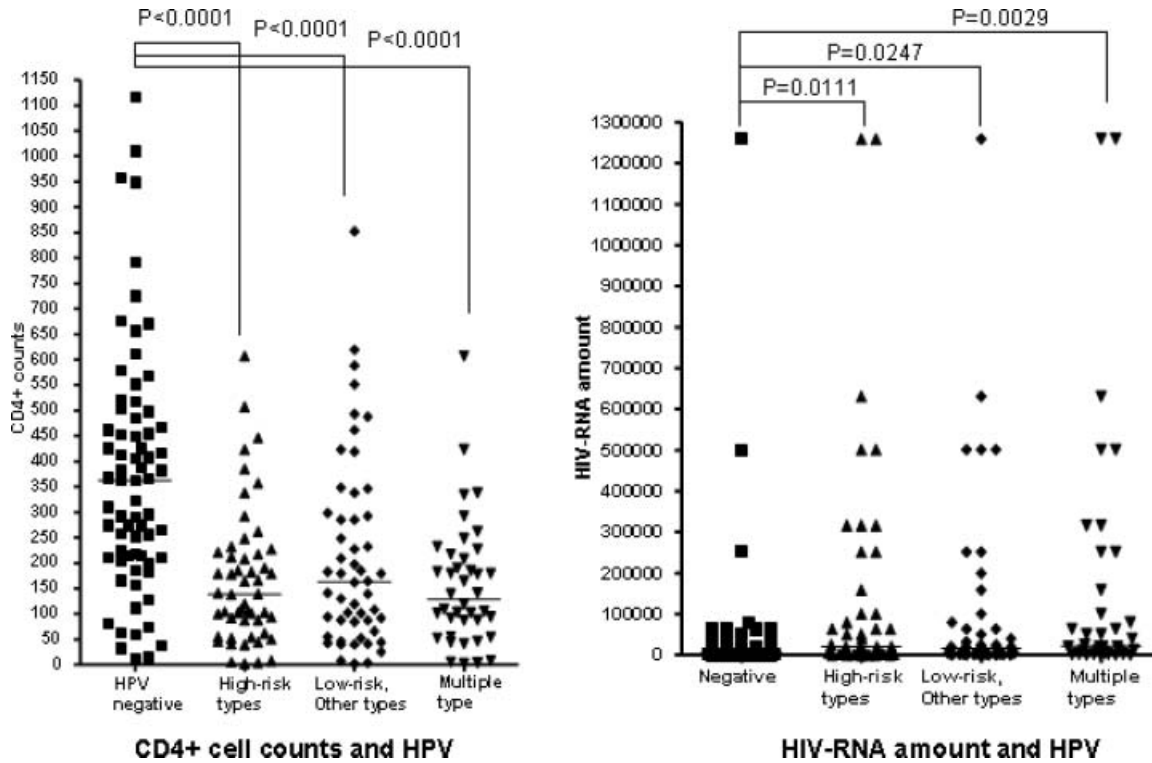 P<0.0001
P<0.0001
P<0.0001
1150
1100
1050
1000
950
900
850
800
750
700
650
600
550
500
450
400
350
300
250
200
150
100
50
0
CD4+ counts
HPV negative
High-risk types
Low-risk, Other types
Multiple type
CD4+ cell counts and HPV
P=0.0029
P=0.0247
P=0.0111
1300000
1200000
1100000
1000000
900000
800000
700000
600000
500000
400000
300000
200000
100000
0
HIV-RNA amount
Negative
High-risk types
Low-risk, Other types
Multiple types
HIV-RNA amount and HPV